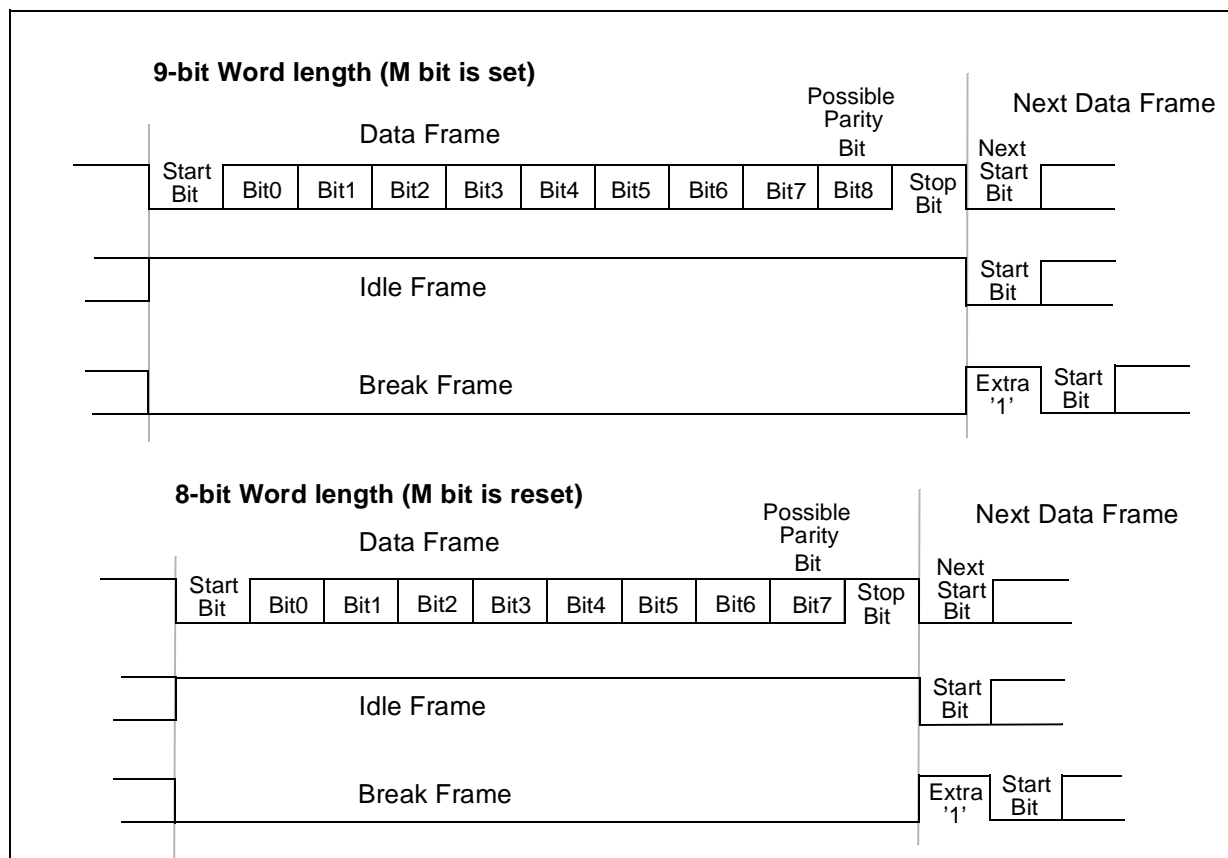 9-bit Word length (M bit is set)
Possible
Parity
Bit
Next Data Frame
Data Frame
Start
Bit
Bit0
Bit1
Bit2
Bit3
Bit4
Bit5
Bit6
Bit7
Bit8
Stop
Bit
Next
Start
Bit
Idle Frame
Start
Bit
Break Frame
Extra
'1'
Start
Bit
8-bit Word length (M bit is reset)
Possible
Parity
Bit
Next Data Frame
Data Frame
Start
Bit
Bit0
Bit1
Bit2
Bit3
Bit4
Bit5
Bit6
Bit7
Stop
Bit
Next
Start
Bit
Idle Frame
Start
Bit
Break Frame
Extra
'1'
Start
Bit